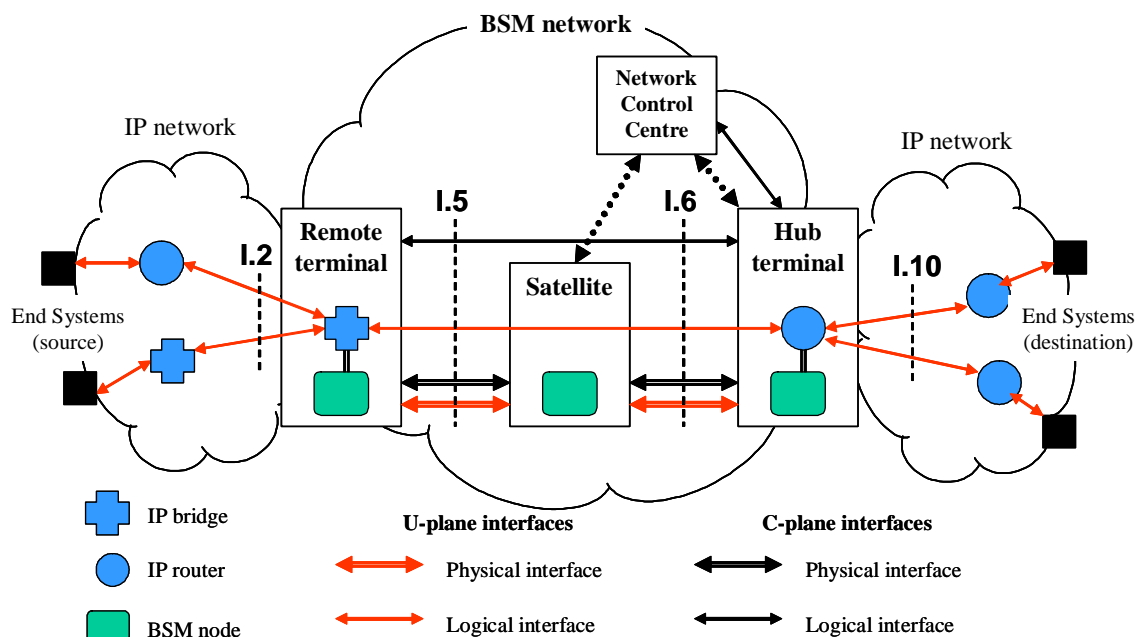 BSM network
Network
Control
Centre
IP network
IP network
I.5
I.6
Remote
terminal
Hub
terminal
I.2
I.10
Satellite
End Systems
(source)
End Systems
(destination)
IP bridge
U-plane interfaces
C-plane interfaces
IP router
Physical interface
Physical interface
BSM node
Logical interface
Logical interface